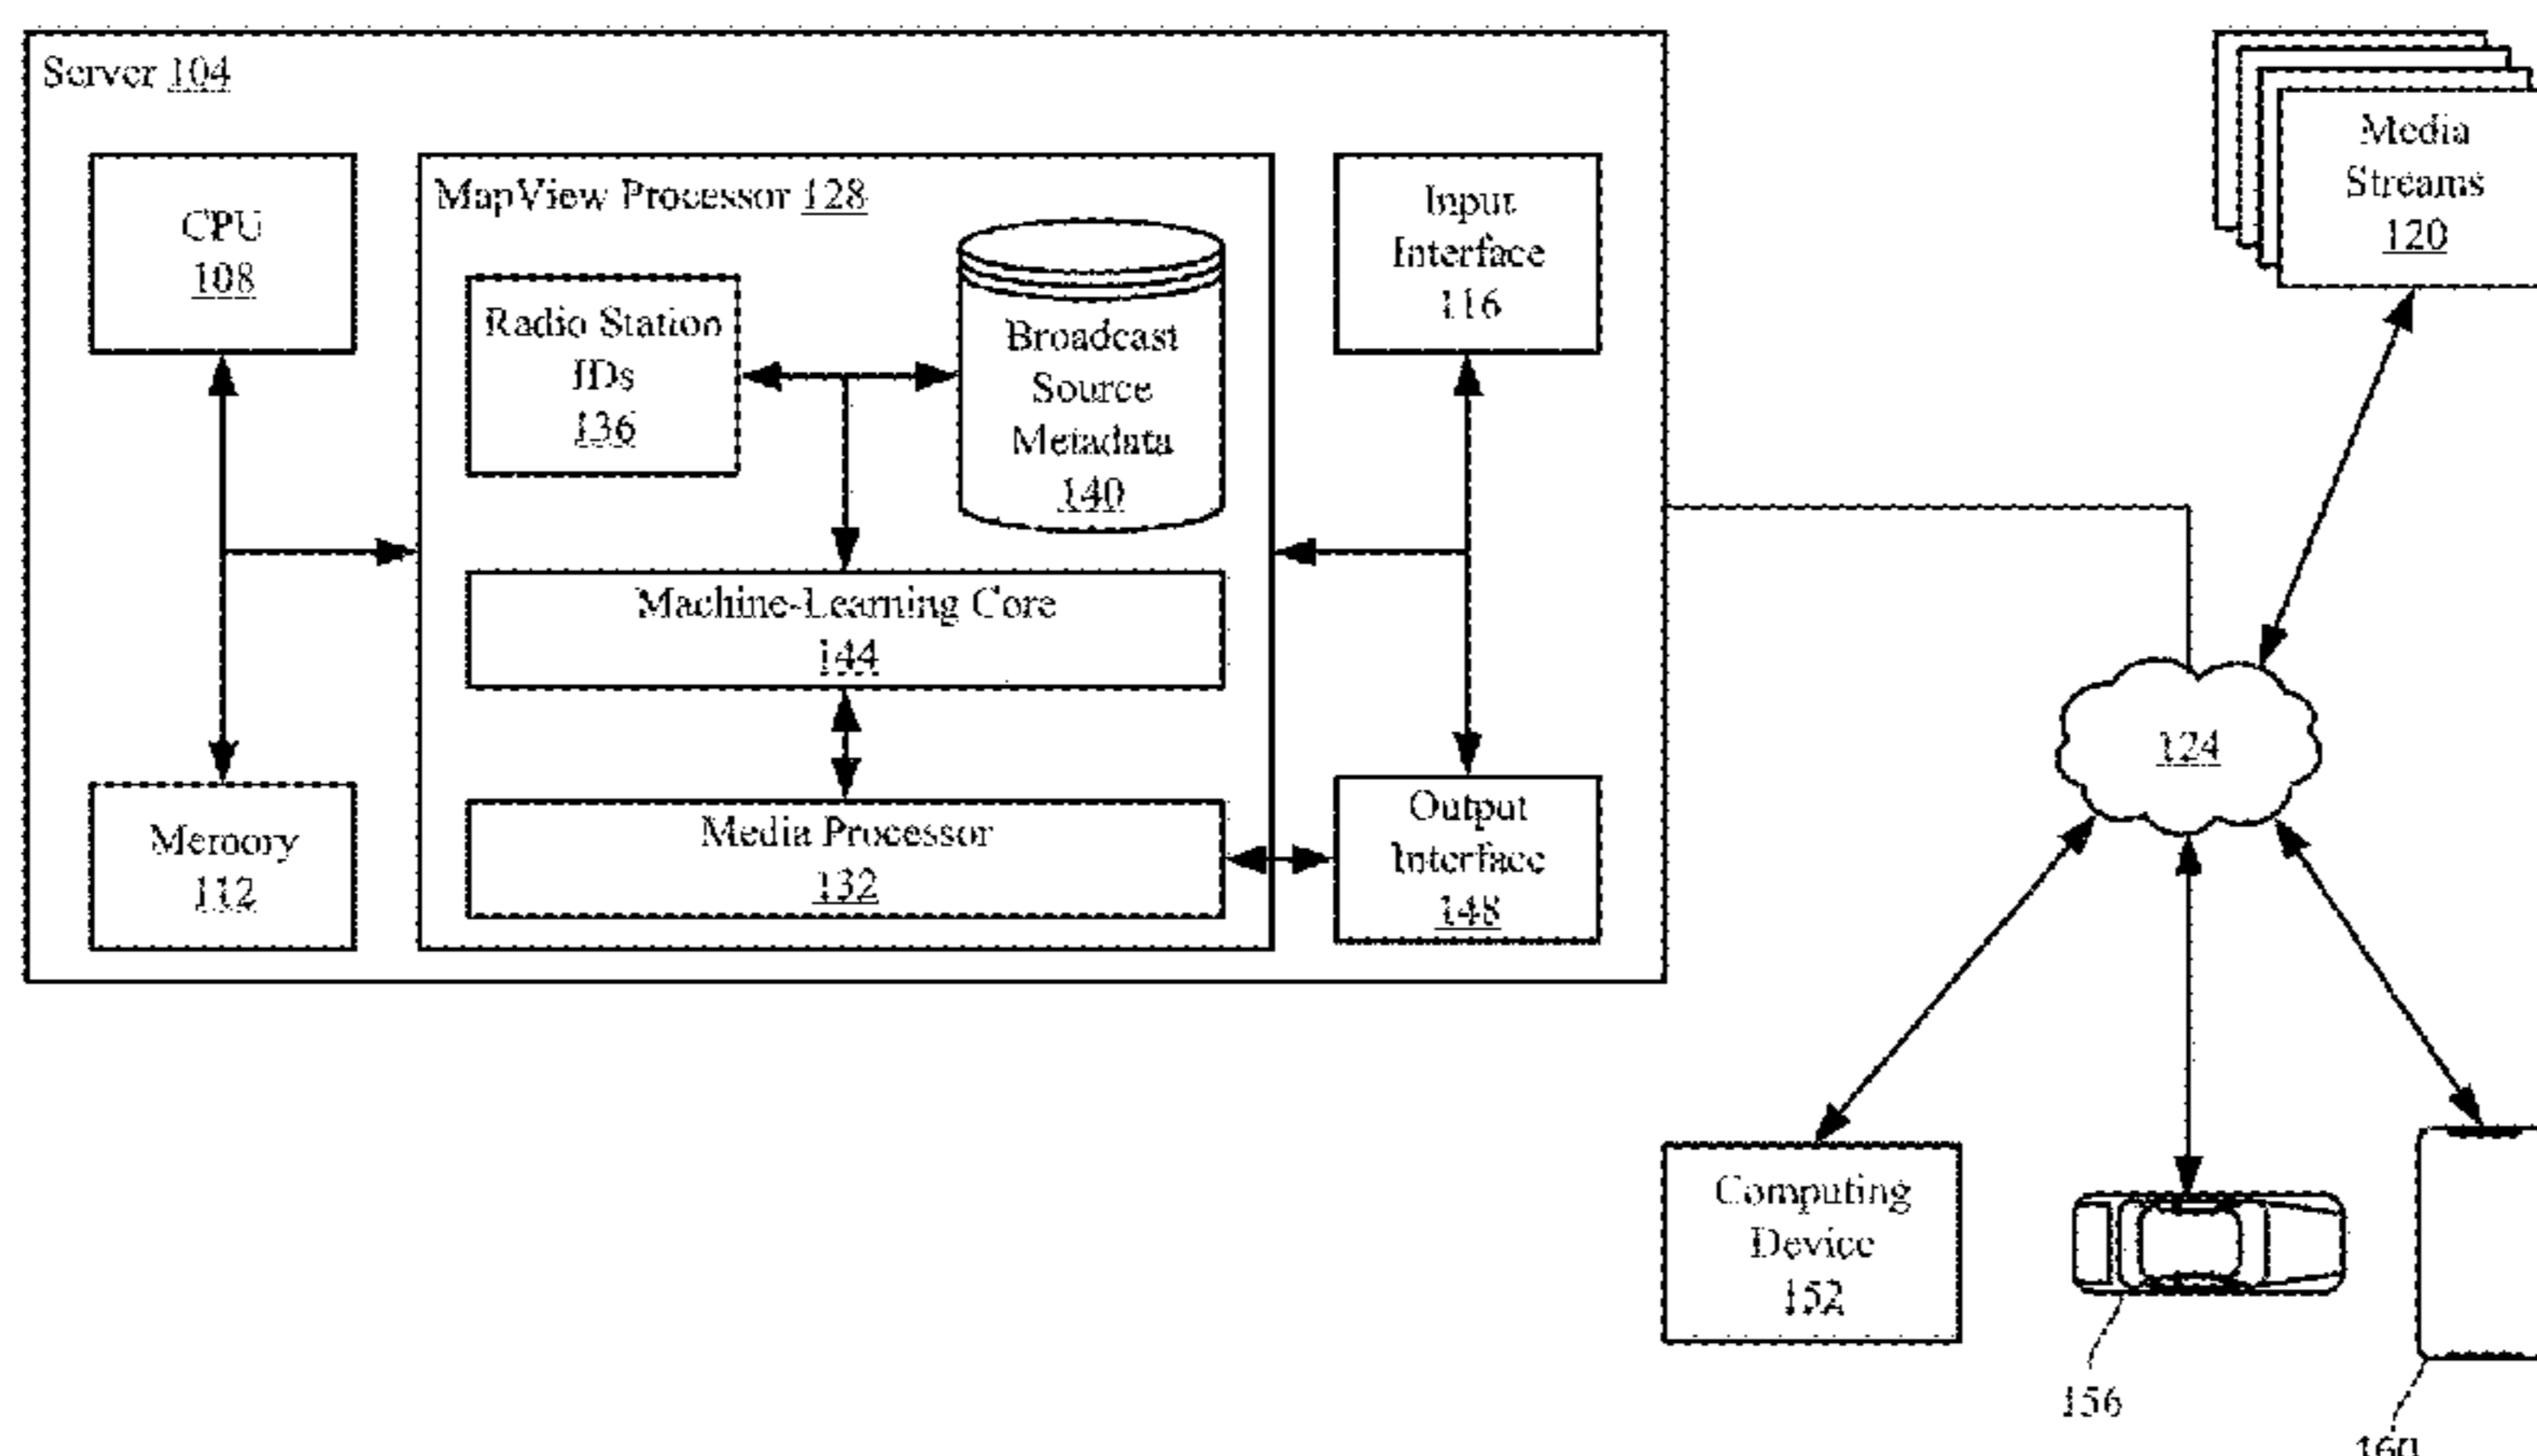 Server 104
CPU
108
Memory
112
MapView Processor 128
Radio Station
IDs
136
Broadcast
Source
Metadata
140
Machine-Learning Core
144
Media Processor
132
Input
Interface
116
Output
Interface
148
Media
Streams
120
124
Computing
Device
152
156
160